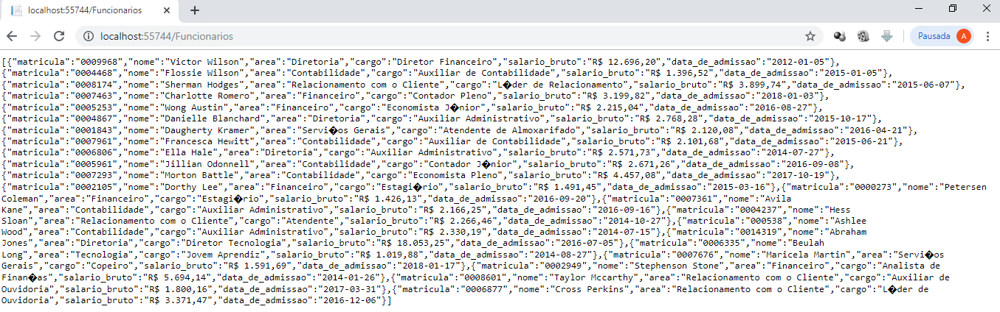 localhost:55744/Funcionarios
localhost:55744/Funcionarios
Pausada
A
[{"matricula":"0009968","nome":"Victor Wilson","area":"Diretoria","cargo":"Diretor Financeiro","salario_bruto":"R$ 12.696,20","data_de_admissao":"2012-01-05"},
{"matricula":"0004468","nome":"Flossie Wilson","area":"Contabilidade","cargo":"Auxiliar de Contabilidade","salario_bruto":"R$ 1.396,52","data_de_admissao":"2015-01-05"},
{"matricula":"0008174","nome":"Sherman Hodges","area":"Relacionamento com o Cliente","cargo":"L�der de Relacionamento","salario_bruto":"R$ 3.899,74","data_de_admissao":"2015-06-07"},
{"matricula":"0007463","nome":"Charlotte Romero","area":"Financeiro","cargo":"Contador Pleno","salario_bruto":"R$ 3.199,82","data_de_admissao":"2018-01-03"},
{"matricula":"0005253","nome":"Wong Austin","area":"Financeiro","cargo":"Economista J�nior","salario_bruto":"R$ 2.215,04","data_de_admissao":"2016-08-27"},
{"matricula":"0004867","nome":"Danielle Blanchard","area":"Diretoria","cargo":"Auxiliar Administrativo","salario_bruto":"R$ 2.768,28","data_de_admissao":"2015-10-17"},
{"matricula":"0001843","nome":"Daugherty Kramer","area":"Servi�os Gerais","cargo":"Atendente de Almoxarifado","salario_bruto":"R$ 2.120,08","data_de_admissao":"2016-04-21"},
{"matricula":"0007961","nome":"Francesca Hewitt","area":"Contabilidade","cargo":"Auxiliar de Contabilidade","salario_bruto":"R$ 2.101,68","data_de_admissao":"2015-06-21"},
{"matricula":"0006806","nome":"Ella Hale","area":"Diretoria","cargo":"Auxiliar Administrativo","salario_bruto":"R$ 2.571,73","data_de_admissao":"2014-07-27"},
{"matricula":"0005961","nome":"Jillian Odonnell","area":"Contabilidade","cargo":"Contador J�nior","salario_bruto":"R$ 2.671,26","data_de_admissao":"2016-09-08"},
{"matricula":"0007293","nome":"Morton Battle","area":"Contabilidade","cargo":"Economista Pleno","salario_bruto":"R$ 4.457,08","data_de_admissao":"2017-10-19"},
{"matricula":"0002105","nome":"Dorthy Lee","area":"Financeiro","cargo":"Estagi�rio","salario_bruto":"R$ 1.491,45","data_de_admissao":"2015-03-16"},{"matricula":"0000273","nome":"Petersen
Coleman","area":"Financeiro","cargo":"Estagi�rio","salario_bruto":"R$ 1.426,13","data_de_admissao":"2016-09-20"},{"matricula":"0007361","nome":"Avila
Kane","area":"Contabilidade","cargo":"Auxiliar Administrativo","salario_bruto":"R$ 2.166,25","data_de_admissao":"2016-09-16"},{"matricula":"0004237","nome":"Hess
Sloan","area":"Relacionamento com o Cliente","cargo":"Atendente","salario_bruto":"R$ 2.266,46","data_de_admissao":"2014-10-27"},{"matricula":"000538","nome":"Ashlee
Wood","area":"Contabilidade","cargo":"Auxiliar Administrativo","salario_bruto":"R$ 2.330,19","data_de_admissao":"2014-07-15"},{"matricula":"0014319","nome":"Abraham
Jones","area":"Diretoria","cargo":"Diretor Tecnologia","salario_bruto":"R$ 18.053,25","data_de_admissao":"2016-07-05"},{"matricula":"0006335","nome":"Beulah
Long","area":"Tecnologia","cargo":"Jovem Aprendiz","salario_bruto":"R$ 1.019,88","data_de_admissao":"2014-08-27"},{"matricula":"0007676","nome":"Maricela Martin","area":"Servi�os
Gerais","cargo":"Copeiro","salario_bruto":"R$ 1.591,69","data_de_admissao":"2018-01-17"},{"matricula":"0002949","nome":"Stephenson Stone","area":"Financeiro","cargo":"Analista de
Finan�as","salario_bruto":"R$ 5.694,14","data_de_admissao":"2014-01-26"},{"matricula":"0008601","nome":"Taylor Mccarthy","area":"Relacionamento com o Cliente","cargo":"Auxiliar de
Ouvidoria","salario_bruto":"R$ 1.800,16","data_de_admissao":"2017-03-31"},{"matricula":"0006877","nome":"Cross Perkins","area":"Relacionamento com o Cliente","cargo":"L�der de
Ouvidoria","salario_bruto":"R$ 3.371,47","data_de_admissao":"2016-12-06"}]